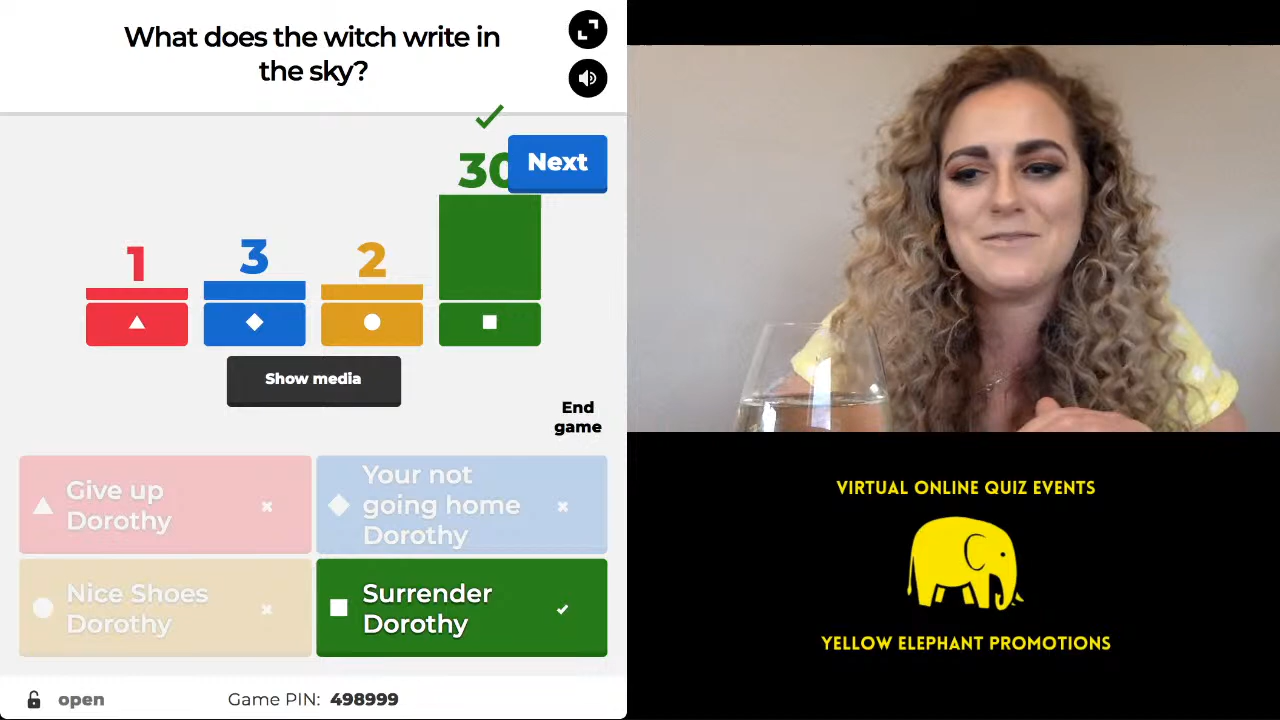 What does the witch write in
the sky?
Next
1
3
2
30
Show media
End
game
Give up
Dorothy
Your not
going home
Dorothy
Nice Shoes
Dorothy
Surrender
Dorothy
open
Game PIN: 498999
VIRTUAL ONLINE QUIZ EVENTS
YELLOW ELEPHANT PROMOTIONS